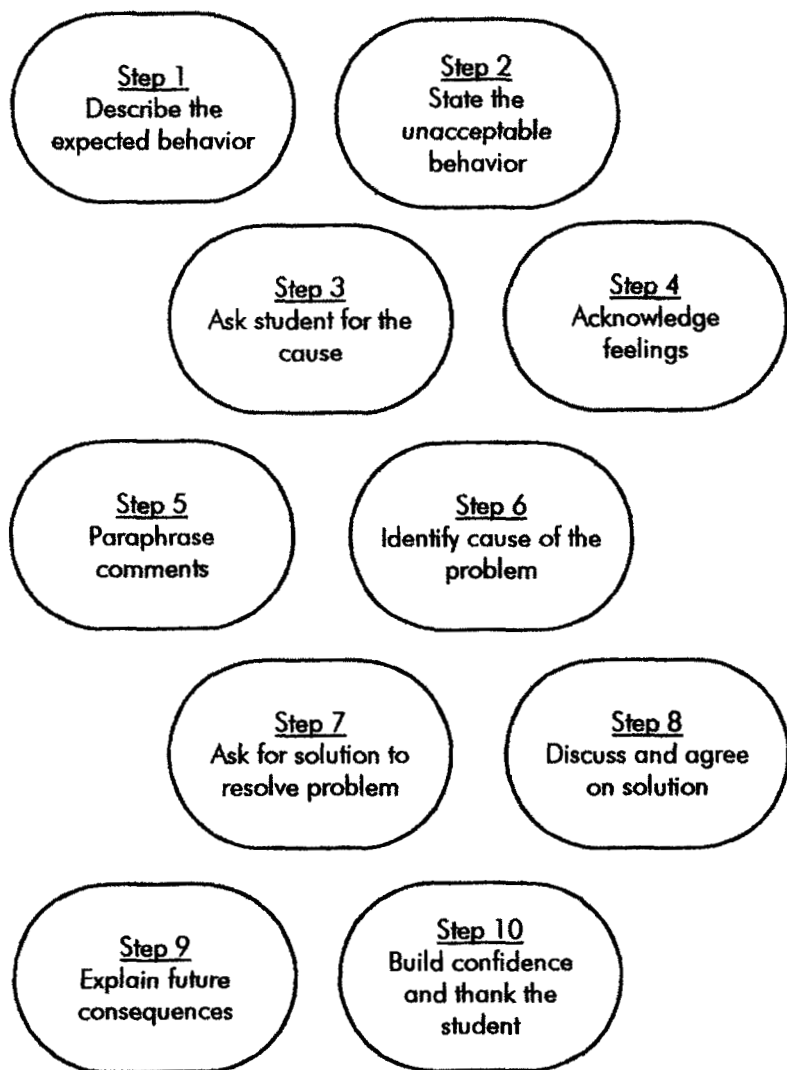 Step 1
Describe the
expected behavior
Step 2
State the
unacceptable
behavior
Step 3
Ask student for the
cause
Step 4
Acknowledge
feelings
Step 5
Paraphrase
comments
Step 6
Identify cause of the
problem
Step 7
Ask for solution to
resolve problem
Step 8
Discuss and agree
on solution
Step 9
Explain future
consequences
Step 10
Build confidence
and thank the
student